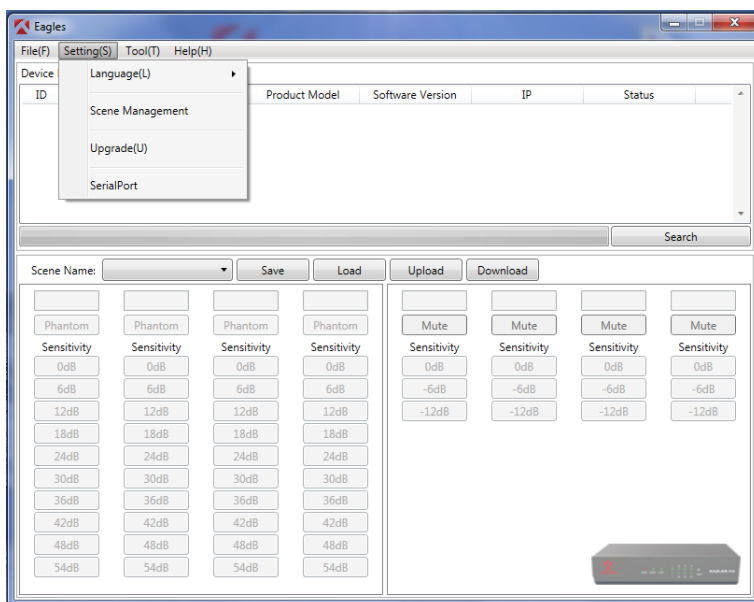 Eagles
File(F) Setting(S) Tool(T) Help(H)
Device
ID Product Model Software Version IP Status
Language(L)
Scene Management
Upgrade(U)
SerialPort
Search
Scene Name: Save Load Upload Download
Phantom Phantom Phantom Phantom Mute Mute Mute Mute
Sensitivity Sensitivity Sensitivity Sensitivity Sensitivity Sensitivity Sensitivity Sensitivity
0dB 0dB 0dB 0dB 0dB 0dB 0dB 0dB
6dB 6dB 6dB 6dB -6dB -6dB -6dB -6dB
12dB 12dB 12dB 12dB -12dB -12dB -12dB -12dB
18dB 18dB 18dB 18dB
24dB 24dB 24dB 24dB
30dB 30dB 30dB 30dB
36dB 36dB 36dB 36dB
42dB 42dB 42dB 42dB
48dB 48dB 48dB 48dB
54dB 54dB 54dB 54dB